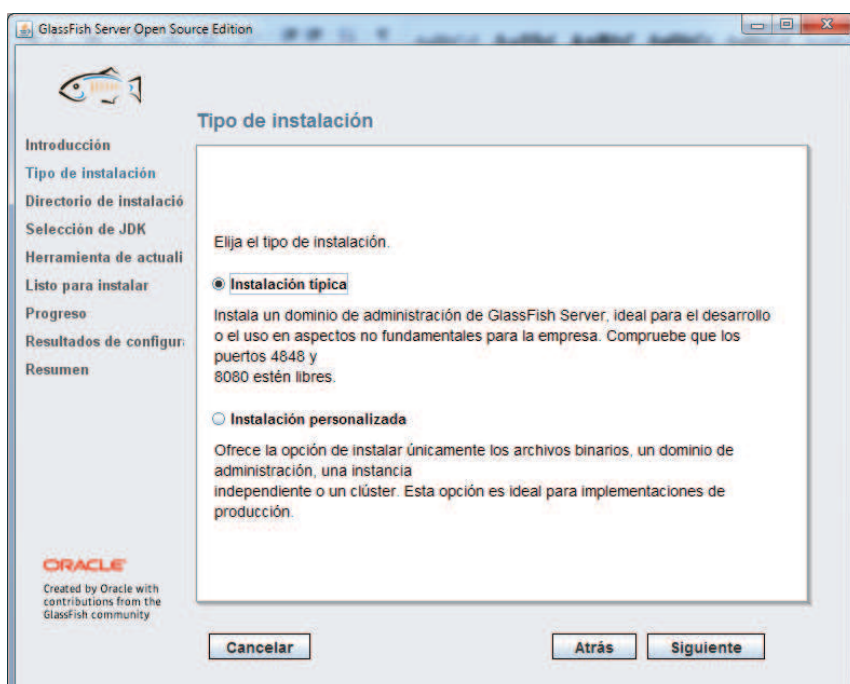 GlassFish Server Open Source Edition
Tipo de instalación
Introducción
Tipo de instalación
Directorio de instalació
Selección de JDK
Herramienta de actuali
Listo para instalar
Progreso
Resultados de configur
Resumen
Elija el tipo de instalación.
Instalación típica
Instala un dominio de administración de GlassFish Server, ideal para el desarrollo
o el uso en aspectos no fundamentales para la empresa. Compruebe que los
puertos 4848 y
8080 estén libres.
Instalación personalizada
Ofrece la opción de instalar únicamente los archivos binarios, un dominio de
administración, una instancia
independiente o un clúster. Esta opción es ideal para implementaciones de
producción.
ORACLE
Created by Oracle with
contributions from the
GlassFish community
Cancelar
Atrás
Siguiente